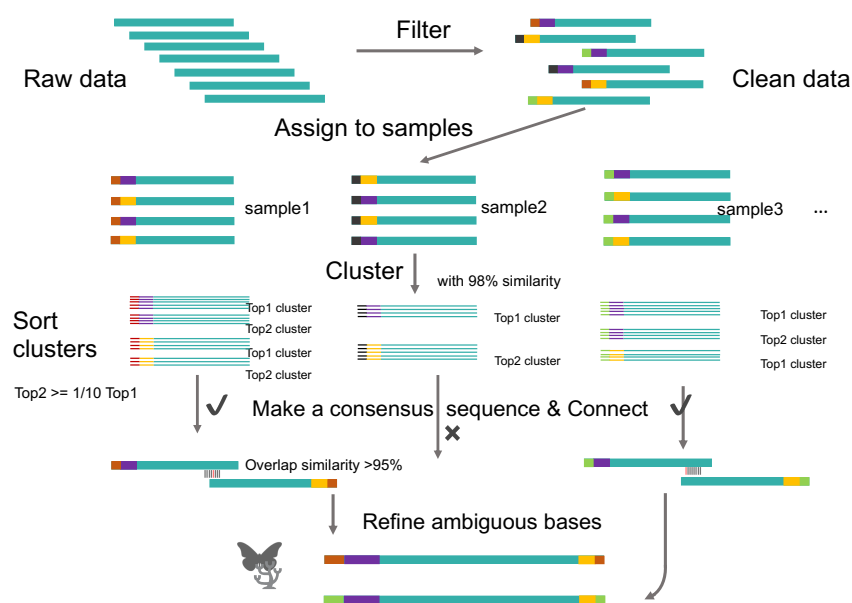 Filter
Raw data
Clean data
Assign to samples
sample1
sample2
sample3 ...
Cluster
with 98% similarity
Sort
clusters
Top1 cluster
Top2 cluster
Top1 cluster
Top2 cluster
Top1 cluster
Top2 cluster
Top1 cluster
Top2 cluster
Top1 cluster
Top2 >= 1/10 Top1
Make a consensus sequence & Connect
Overlap similarity >95%
Refine ambiguous bases